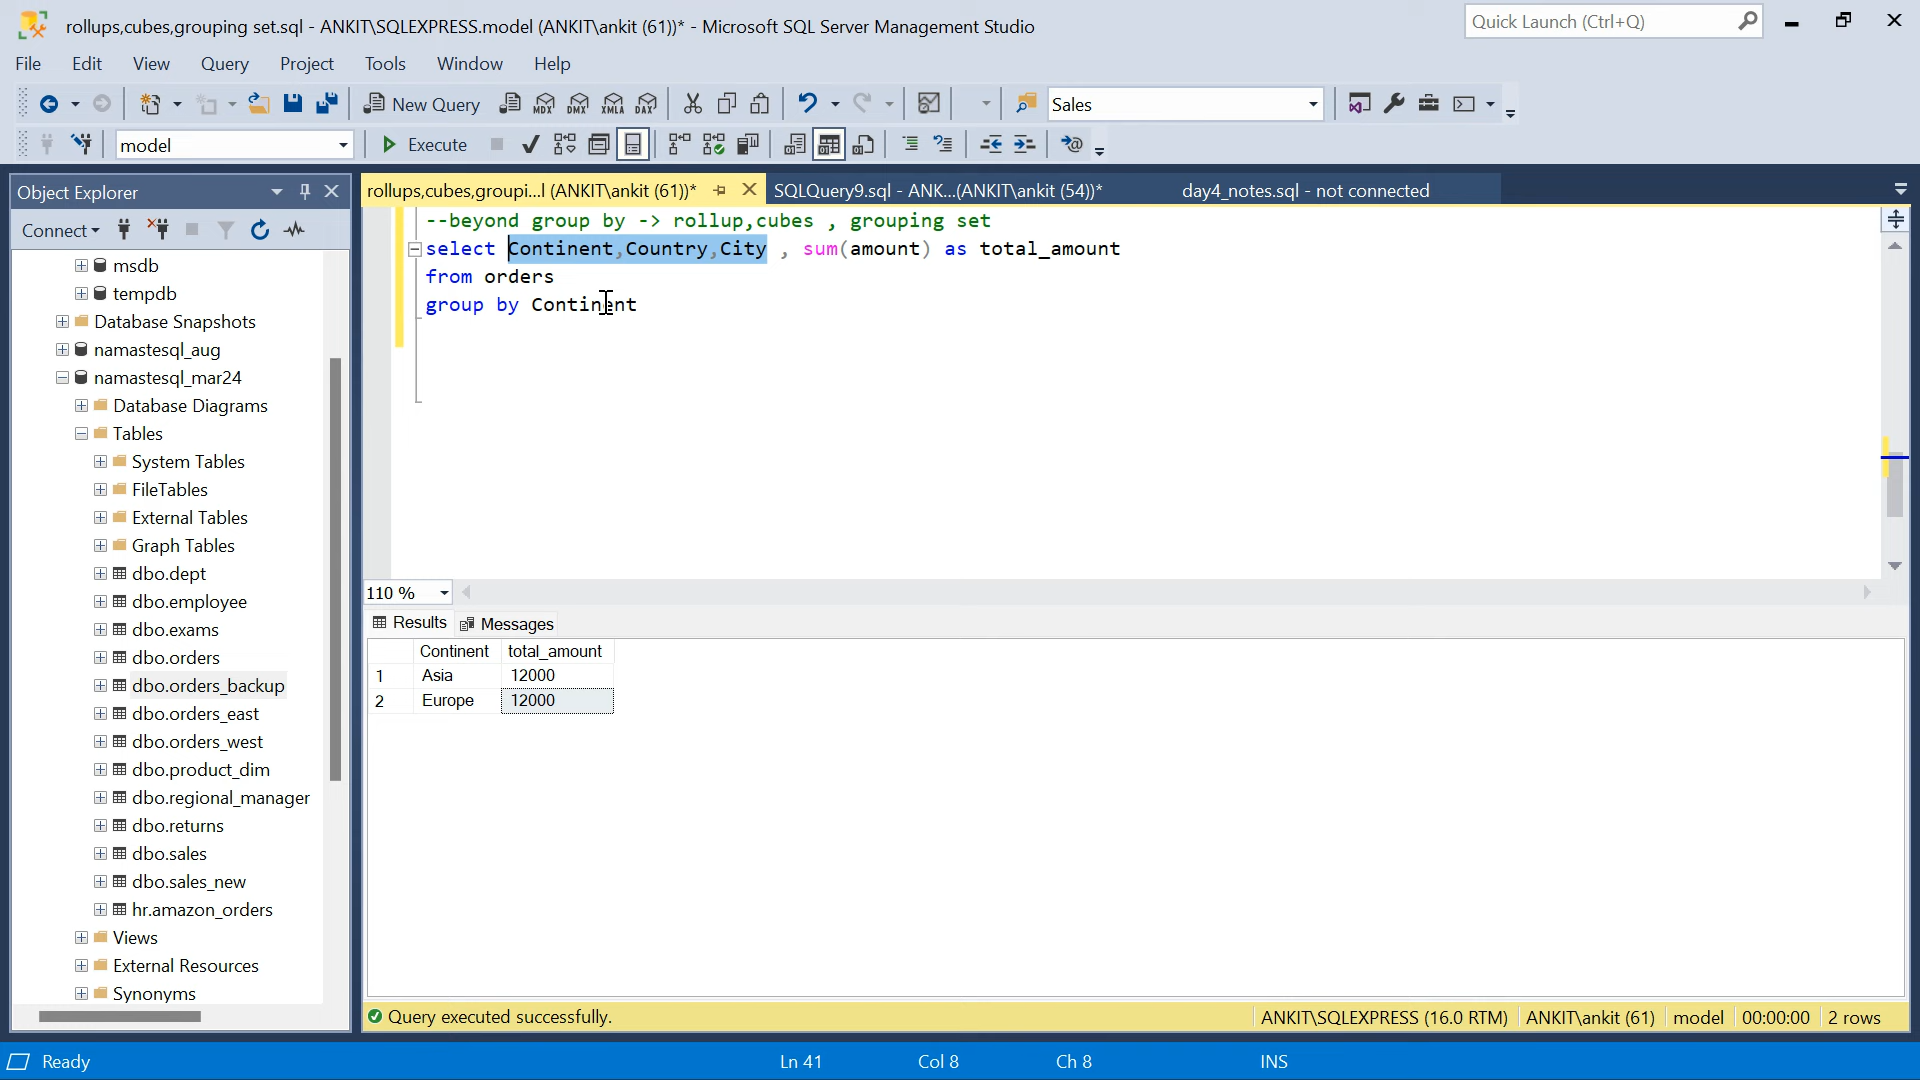 rollups,cubes,grouping set.sql - ANKIT\SQLEXPRESS.model (ANKIT\ankit (61))* - Microsoft SQL Server Management Studio
Quick Launch (Ctrl+Q)
File Edit View Query Project Tools Window Help
New Query MDX DMX XMLA DAX Sales
model Execute
Object Explorer
rollups,cubes,groupi...l (ANKIT\ankit (61))* SQLQuery9.sql - ANK...(ANKIT\ankit (54))* day4_notes.sql - not connected
Connect
msdb
tempdb
Database Snapshots
namastesql_aug
namastesql_mar24
Database Diagrams
Tables
System Tables
FileTables
External Tables
Graph Tables
dbo.dept
dbo.employee
dbo.exams
dbo.orders
dbo.orders_backup
dbo.orders_east
dbo.orders_west
dbo.product_dim
dbo.regional_manager
dbo.returns
dbo.sales
dbo.sales_new
hr.amazon_orders
Views
External Resources
Synonyms
--beyond group by -> rollup,cubes , grouping set
select Continent,Country,City , sum(amount) as total_amount
from orders
group by Continent
110 %
Results Messages
Continent total_amount
1 Asia 12000
2 Europe 12000
Query executed successfully. ANKIT\SQLEXPRESS (16.0 RTM) ANKIT\ankit (61) model 00:00:00 2 rows
Ready Ln 41 Col 8 Ch 8 INS